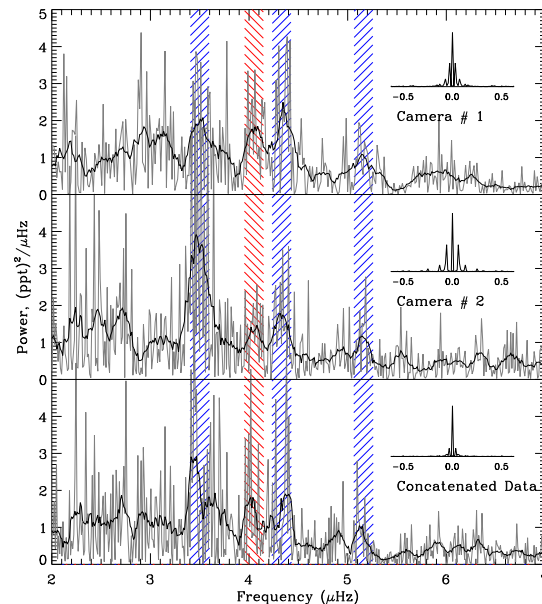 5
4
3
2
1
0
-0.5 0.0 0.5
Camera # 1
4
3
2
1
0
-0.5 0.0 0.5
Camera # 2
4
3
2
1
0
-0.5 0.0 0.5
Concatenated Data
Power, (ppt)²/μHz
2 3 4 5 6 7
Frequency (μHz)